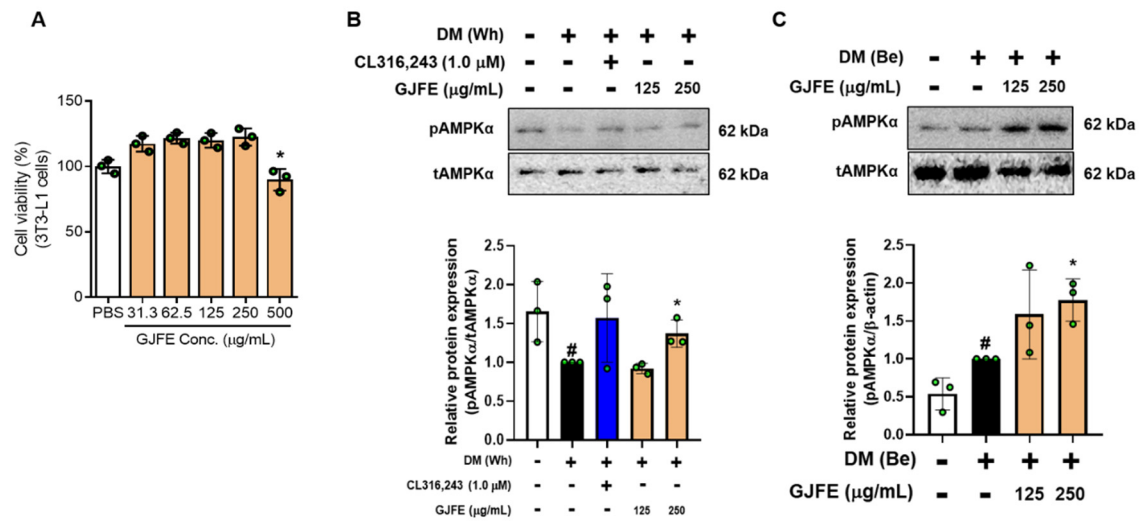 A
Cell viability (%)
(3T3-L1 cells)
150
100
50
0
*
PBS 31.3 62.5 125 250 500
GJFE Conc. (μg/mL)
B
DM (Wh) - + + + +
CL316,243 (1.0 μM) - - + - -
GJFE (μg/mL) - - - 125 250
pAMPKα 62 kDa
tAMPKα 62 kDa
Relative protein expression
(pAMPKα/tAMPKα)
2.5
2.0
1.5
1.0
0.5
0.0
# *
DM (Wh) - + + + +
CL316,243 (1.0 μM) - - + - -
GJFE (μg/mL) - - - 125 250
C
DM (Be) - + + +
GJFE (μg/mL) - - 125 250
pAMPKα 62 kDa
tAMPKα 62 kDa
Relative protein expression
(pAMPKα/β-actin)
2.5
2.0
1.5
1.0
0.5
0.0
# *
DM (Be) - + + +
GJFE (μg/mL) - - 125 250